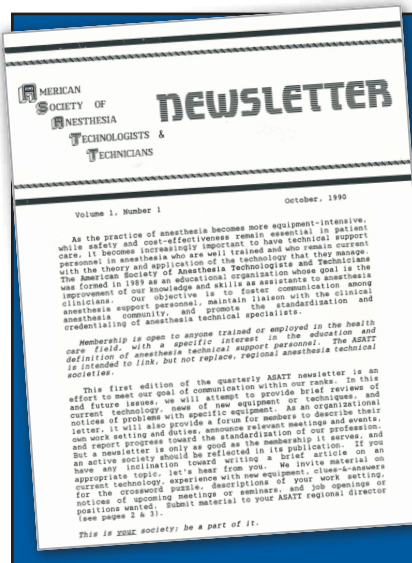 AMERICAN
SOCIETY OF
ANESTHESIA
TECHNOLOGISTS &
TECHNICIANS
NEWSLETTER
Volume 1, Number 1
October, 1990
As the practice of anesthesia becomes more equipment-intensive,
while safety and cost-effectiveness remain essential in patient
care, it becomes increasingly important to have technical support
personnel in anesthesia who are well trained and who remain current
with the theory and application of the technology that they manage.
The American Society of Anesthesia Technologists and Technicians
was formed in 1989 as an educational organization whose goal is the
improvement of our knowledge and skills as assistants to anesthesia
clinicians. Our objective is to foster communication among
anesthesia support personnel, maintain liaison with the clinical
anesthesia community, and promote the standardization and
credentialing of anesthesia technical specialists.
Membership is open to anyone trained or employed in the health
care field, with a specific interest in the education and
definition of anesthesia technical support personnel. The ASATT
is intended to link, but not replace, regional anesthesia technical
societies.
This first edition of the quarterly ASATT newsletter is an
effort to meet our goal of communication within our ranks. In this
and future issues, we will attempt to provide brief reviews of
current technology, news of new equipment or techniques, and
notices of problems with specific equipment. As an organizational
letter, it will also provide a forum for members to describe their
own work setting and duties, announce relevant meetings and events,
and report progress toward the standardization of our profession.
But a newsletter is only as good as the membership it serves, and
an active society should be reflected in its publication. If you
have any inclination toward writing a brief article on an
appropriate topic, let's hear from you. We invite material on
current technology, experience with new equipment, clues-&-answers
for the crossword puzzle, descriptions of your work setting,
notices of upcoming meetings or seminars, and job openings or
positions wanted. Submit material to your ASATT regional director
(see pages 2 & 3).
This is your society; be a part of it.